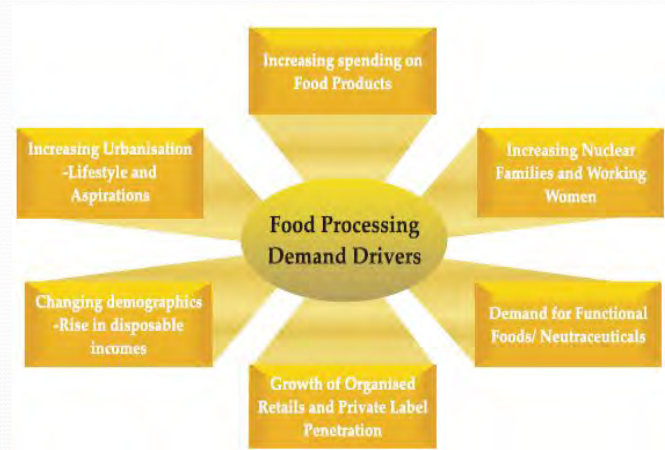 Increasing spending on
Food Products
Increasing Urbanisation
-Lifestyle and
Aspirations
Increasing Nuclear
Families and Working
Women
Food Processing
Demand Drivers
Changing demographics
-Rise in disposable
incomes
Demand for Functional
Foods/ Neutraceuticals
Growth of Organised
Retails and Private Label
Penetration